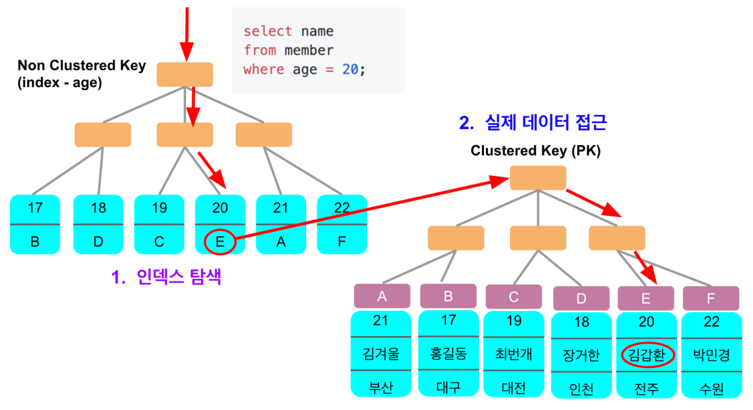 select name
from member
where age = 20;
Non Clustered Key
(index - age)
17 18 19 20 21 22
B D C E A F
1. 인덱스 탐색
2. 실제 데이터 접근
Clustered Key (PK)
A B C D E F
21 17 19 18 20 22
김겨울 홍길동 최번개 장거한 김갑환 박민경
부산 대구 대전 인천 전주 수원